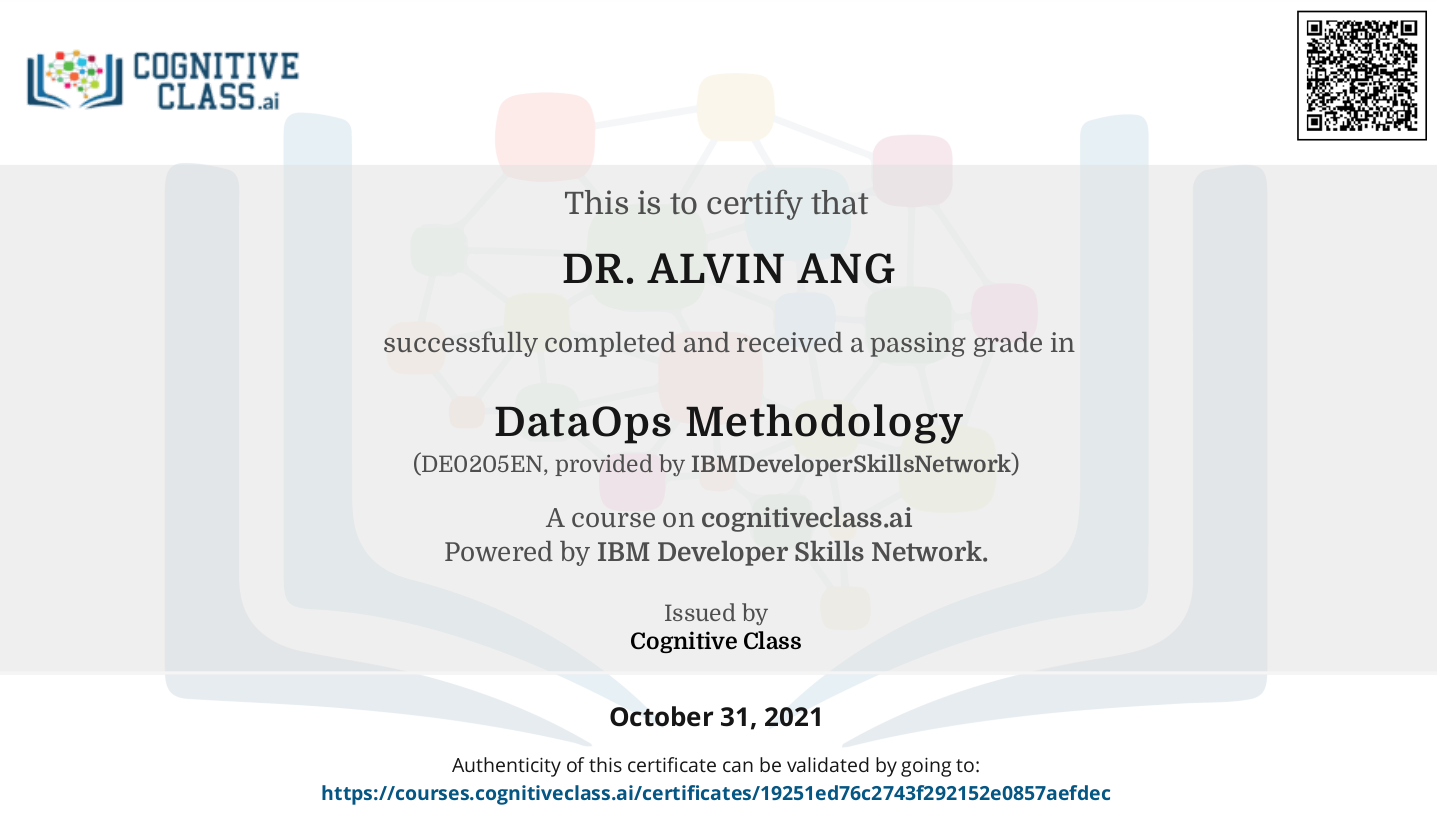 COGNITIVE
CLASS.ai
This is to certify that
DR. ALVIN ANG
successfully completed and received a passing grade in
DataOps Methodology
(DE0205EN, provided by IBMDeveloperSkillsNetwork)
A course on cognitiveclass.ai
Powered by IBM Developer Skills Network.
Issued by
Cognitive Class
October 31, 2021
Authenticity of this certificate can be validated by going to:
https://courses.cognitiveclass.ai/certificates/19251ed76c2743f292152e0857aefdec